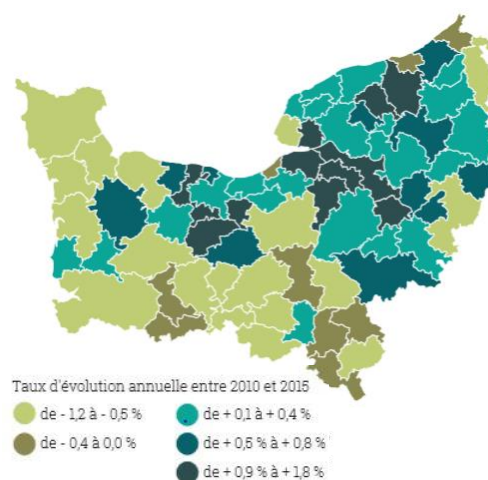 Taux d'évolution annuelle entre 2010 et 2015
de - 1,2 à - 0,5 %
de - 0,4 à 0,0 %
de + 0,1 à + 0,4 %
de + 0,5 % à + 0,8 %
de + 0,9 % à + 1,8 %